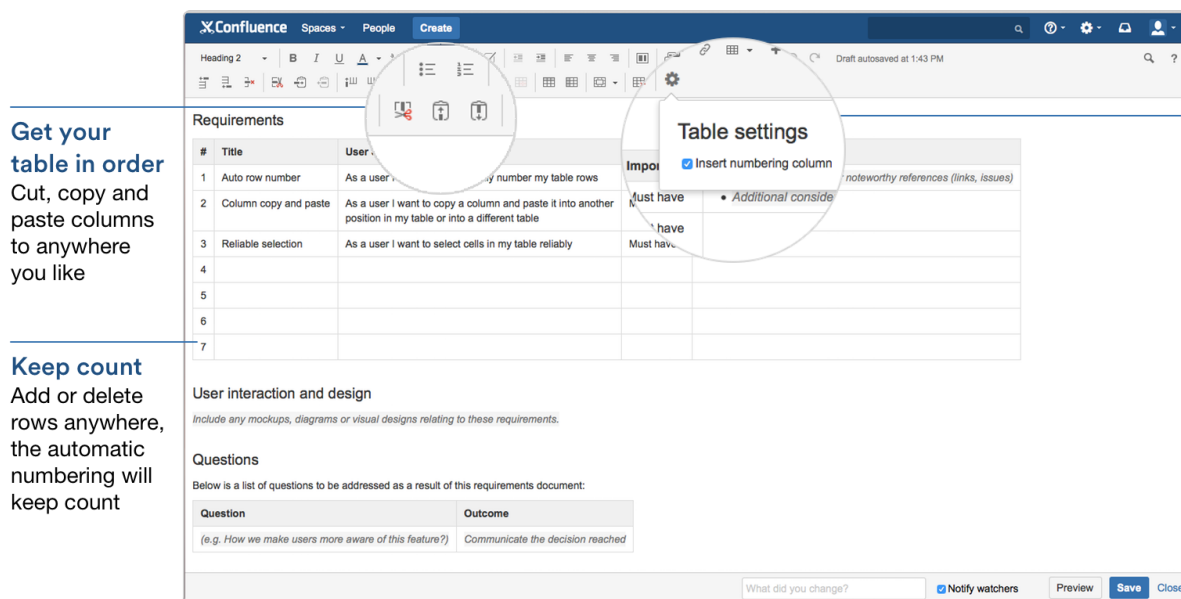 Confluence Spaces People Create
Heading 2 B I U A Draft autosaved at 1:43 PM ?
Get your
table in order
Cut, copy and
paste columns
to anywhere
you like
Keep count
Add or delete
rows anywhere,
the automatic
numbering will
keep count
Requirements
Table settings
Insert numbering column
# Title User
1 Auto row number As a user number my table rows noteworthy references (links, issues)
2 Column copy and paste As a user I want to copy a column and paste it into another Must have • Additional
position in my table or into a different table have
3 Reliable selection As a user I want to select cells in my table reliably Must have
4
5
6
7
User interaction and design
Include any mockups, diagrams or visual designs relating to these requirements.
Questions
Below is a list of questions to be addressed as a result of this requirements document:
Question Outcome
(e.g. How we make users more aware of this feature?) Communicate the decision reached
What did you change? Notify watchers Preview Save Close